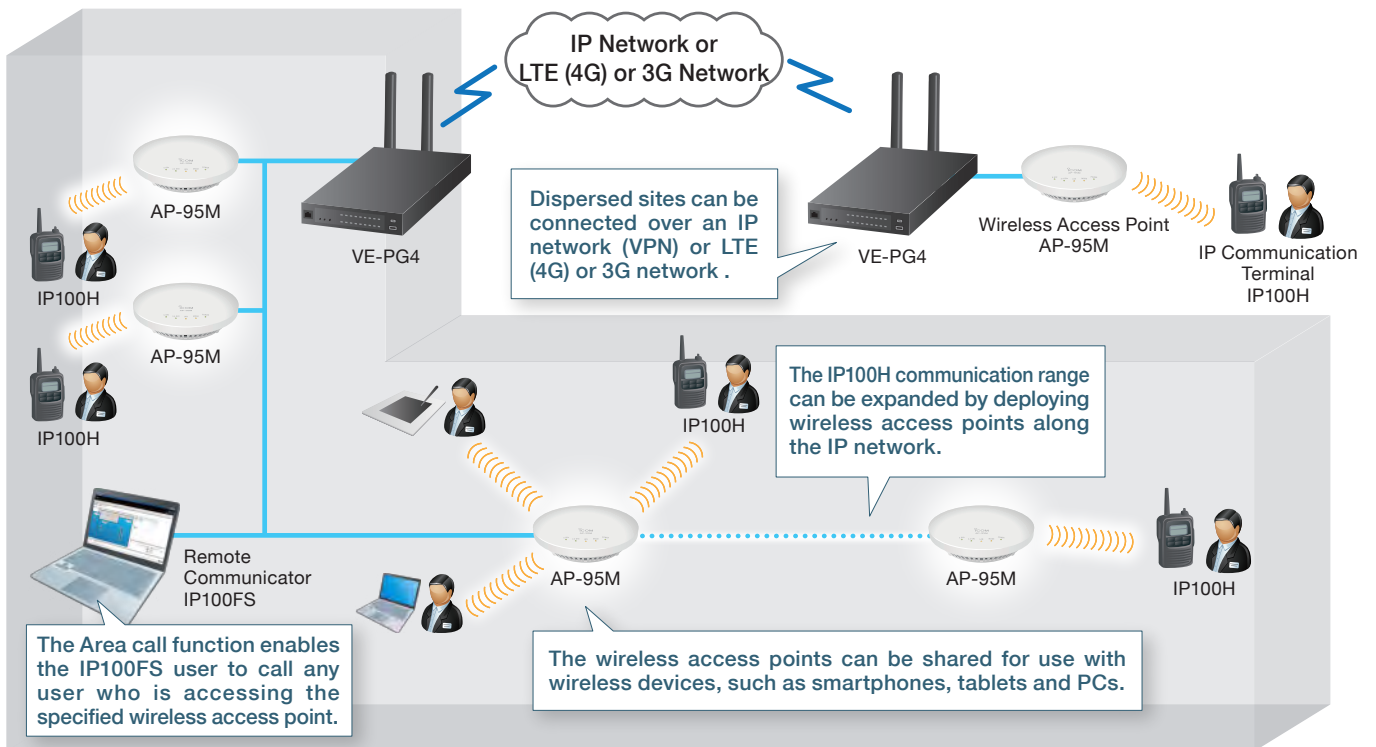 IP Network or
LTE (4G) or 3G Network
AP-95M
IP100H
AP-95M
IP100H
VE-PG4
Dispersed sites can be
connected over an IP
network (VPN) or LTE
(4G) or 3G network .
VE-PG4
Wireless Access Point
AP-95M
IP Communication
Terminal
IP100H
IP100H
The IP100H communication range
can be expanded by deploying
wireless access points along
the IP network.
Remote
Communicator
IP100FS
AP-95M
AP-95M
IP100H
The Area call function enables
the IP100FS user to call any
user who is accessing the
specified wireless access point.
The wireless access points can be shared for use with
wireless devices, such as smartphones, tablets and PCs.